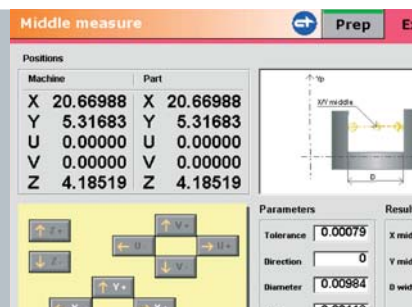 Middle measure
Prep
Positions
Machine Part
X 20.66988 X 20.66988
Y 5.31683 Y 5.31683
U 0.00000 U 0.00000
V 0.00000 V 0.00000
Z 4.18519 Z 4.18519
Yp
X/Y middle
D
Z+
V+
U-
U+
Z-
V-
Y+
Parameters
Tolerance 0.00079
Direction 0
Diameter 0.00984